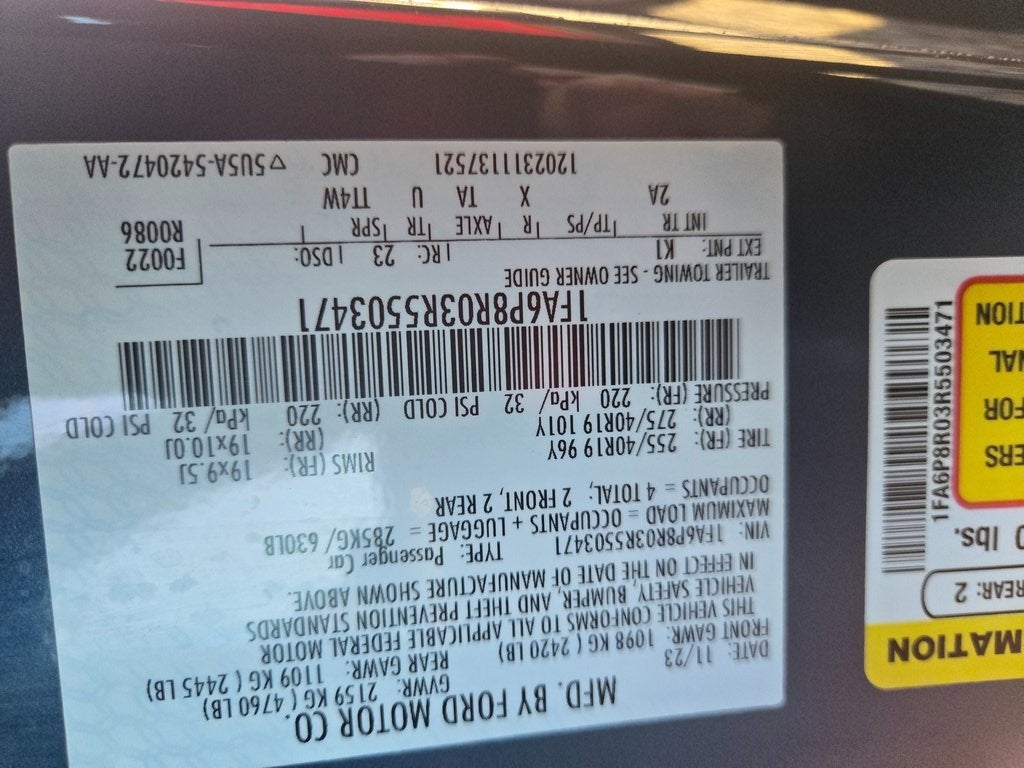 MFD. BY FORD MOTOR CO.
DATE: 11/23 GVWR: 2159 KG ( 4760 LB)
FRONT GAWR: 1098 KG ( 2420 LB) REAR GAWR: 1109 KG ( 2445 LB)
THIS VEHICLE CONFORMS TO ALL APPLICABLE FEDERAL MOTOR
VEHICLE SAFETY, BUMPER, AND THEFT PREVENTION STANDARDS
IN EFFECT ON THE DATE OF MANUFACTURE SHOWN ABOVE.
VIN: 1FA6P8R03R5503471 TYPE: Passenger Car
MAXIMUM LOAD = OCCUPANTS + LUGGAGE = 285KG/ 630LB
OCCUPANTS = 4 TOTAL, 2 FRONT, 2 REAR
TIRE (FR): 255/40R19 96Y RIMS (FR): 19x9.5J
(RR): 275/40R19 101Y (RR): 19x10.0J
PRESSURE (FR): 220 kPa/ 32 PSI COLD (RR): 220 kPa/ 32 PSI COLD
1FA6P8R03R5503471
TRAILER TOWING - SEE OWNER GUIDE
EXT PNT: K1 RC: 23 DSO: F0022
INT TR TP/PS R AXLE TR SPR R0086
2A X TA U TT4W
1202311137521 CMC ▽5U5A-5420472-AA
MATION
REAR: 2
0 lbs.
ERS
FOR
NAL
TION
1FA6P8R03R5503471